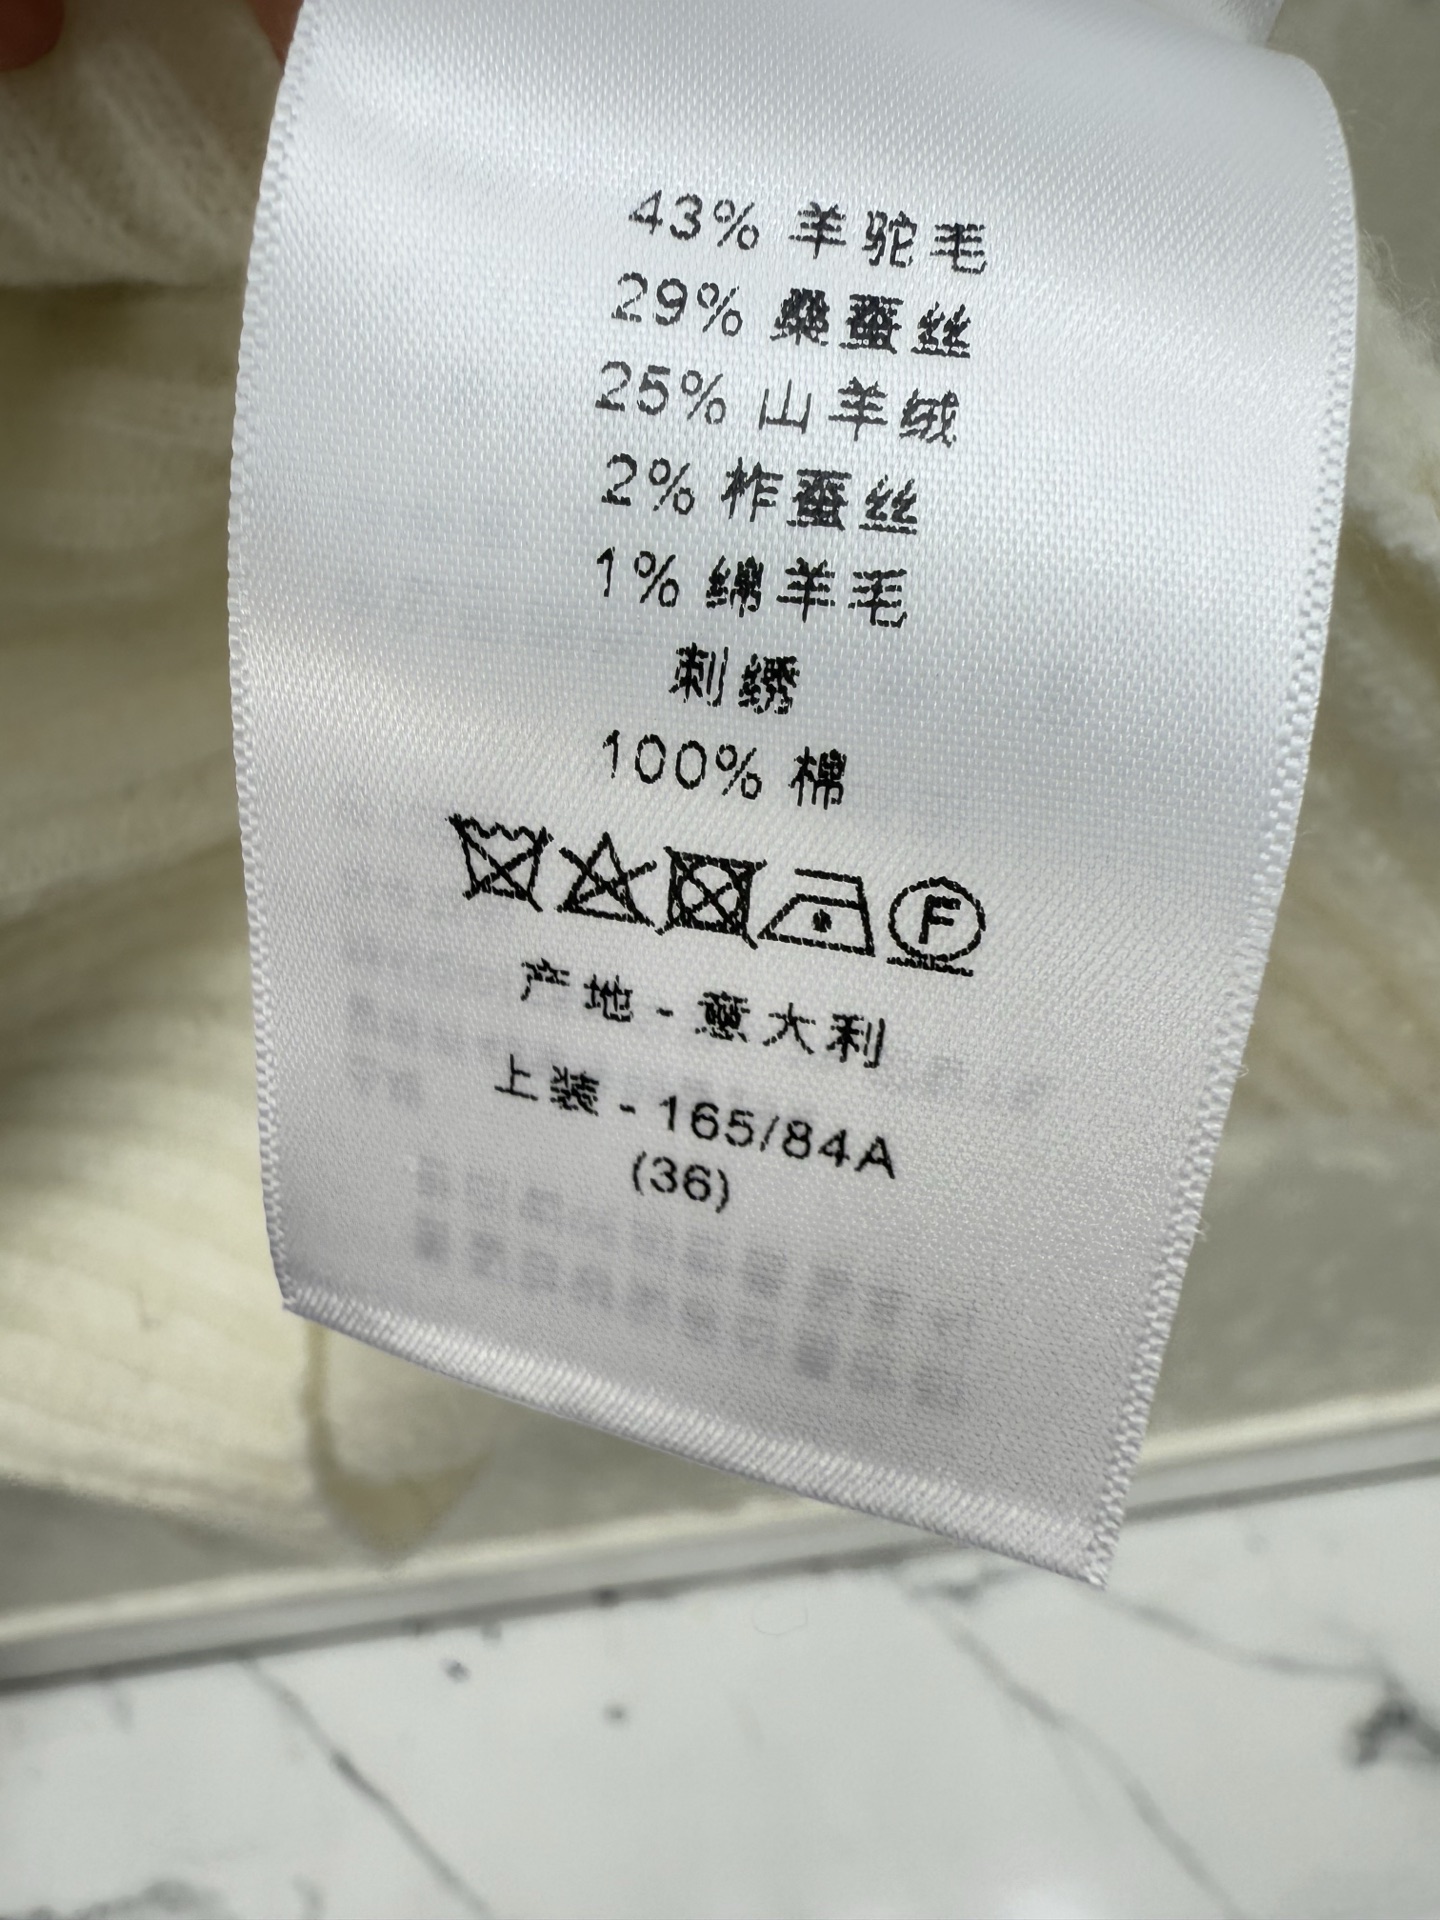 43% 羊驼毛
29% 桑蚕丝
25% 山羊绒
2% 柞蚕丝
1% 绵羊毛
刺绣
100% 棉
F
产地 - 意大利
上装 - 165/84A
(36)